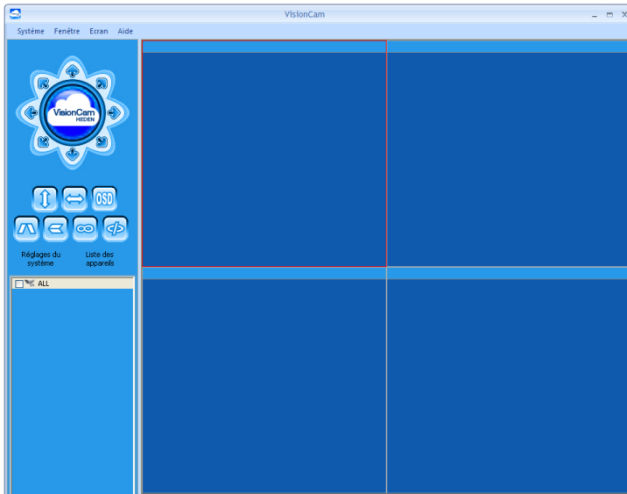 VisionCam
Système Fenêtre Ecran Aide
VisionCam
HEDEN
OSD
Réglages du
système
Liste des
appareils
ALL